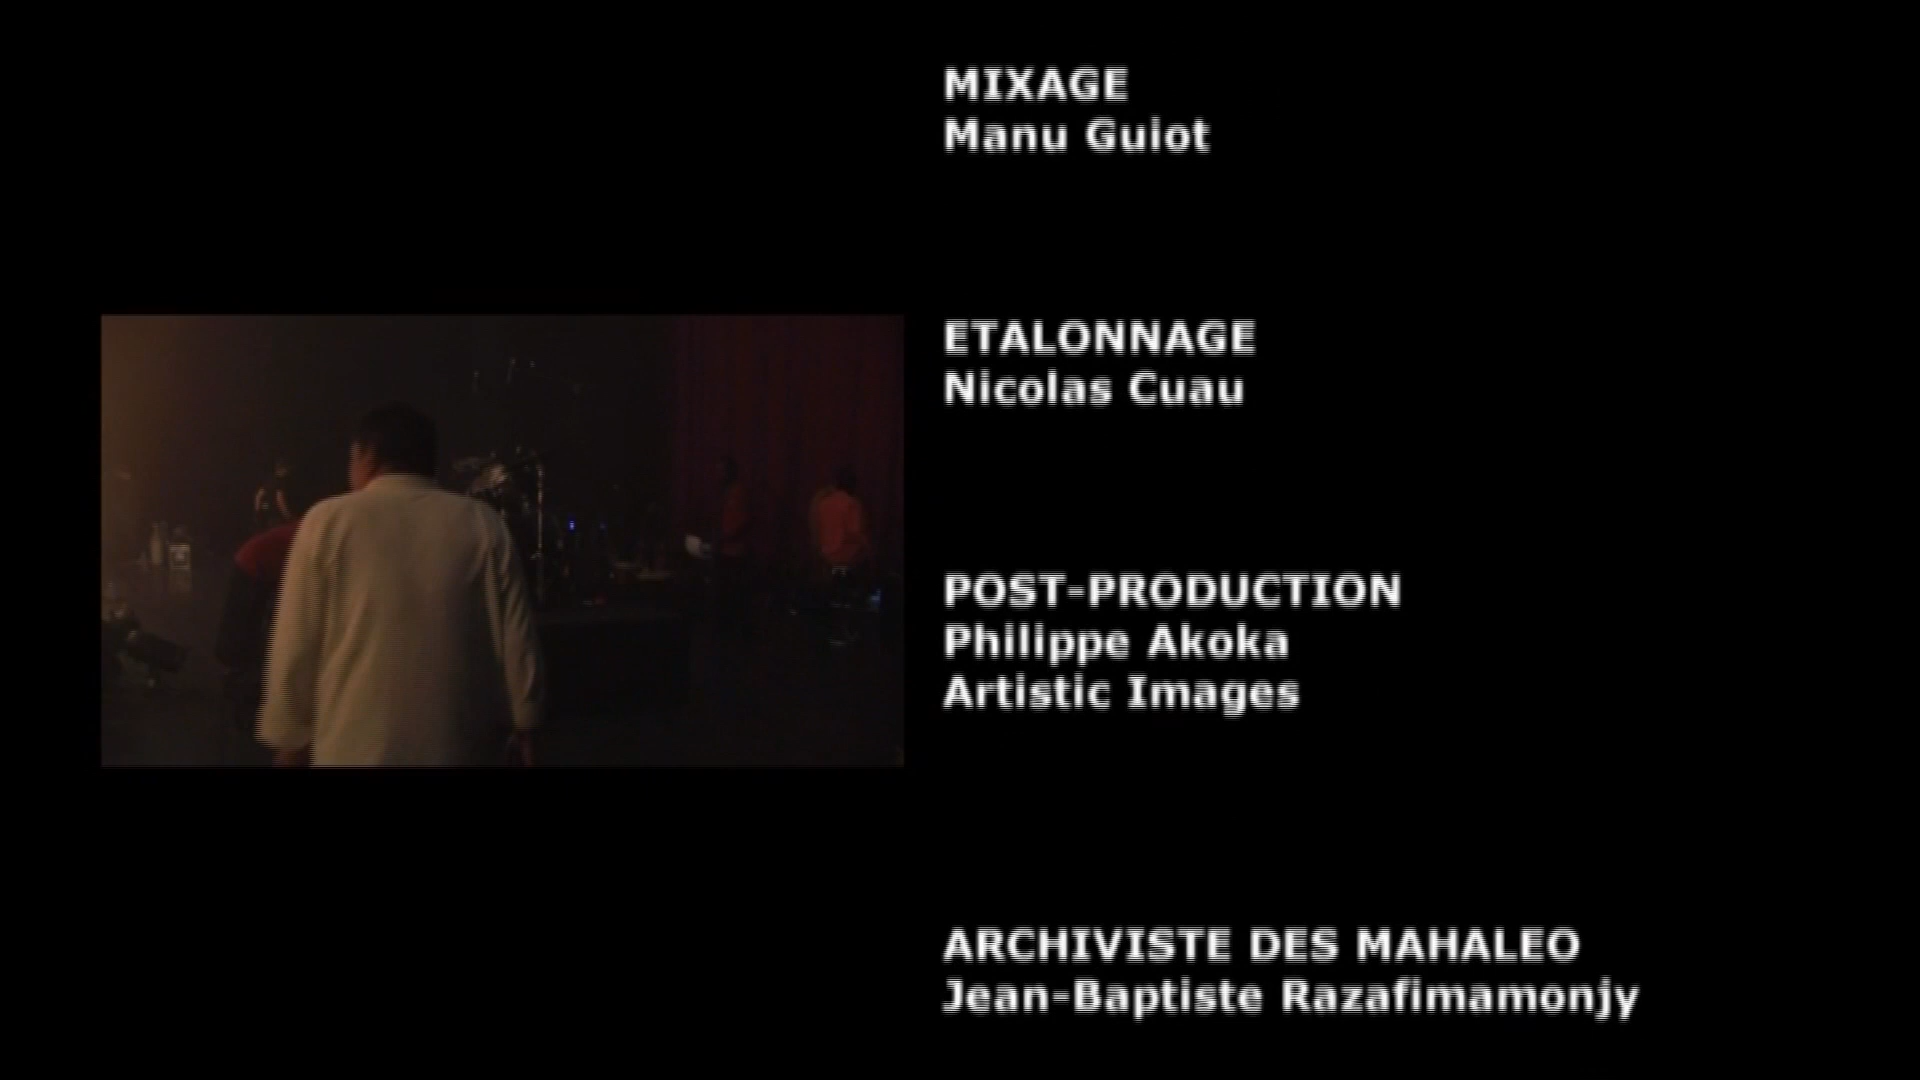 MIXAGE
Manu Guiot
ETALONNAGE
Nicolas Cuau
POST-PRODUCTION
Philippe Akoka
Artistic Images
ARCHIVISTE DES MAHALEO
Jean-Baptiste Razafimamonjy